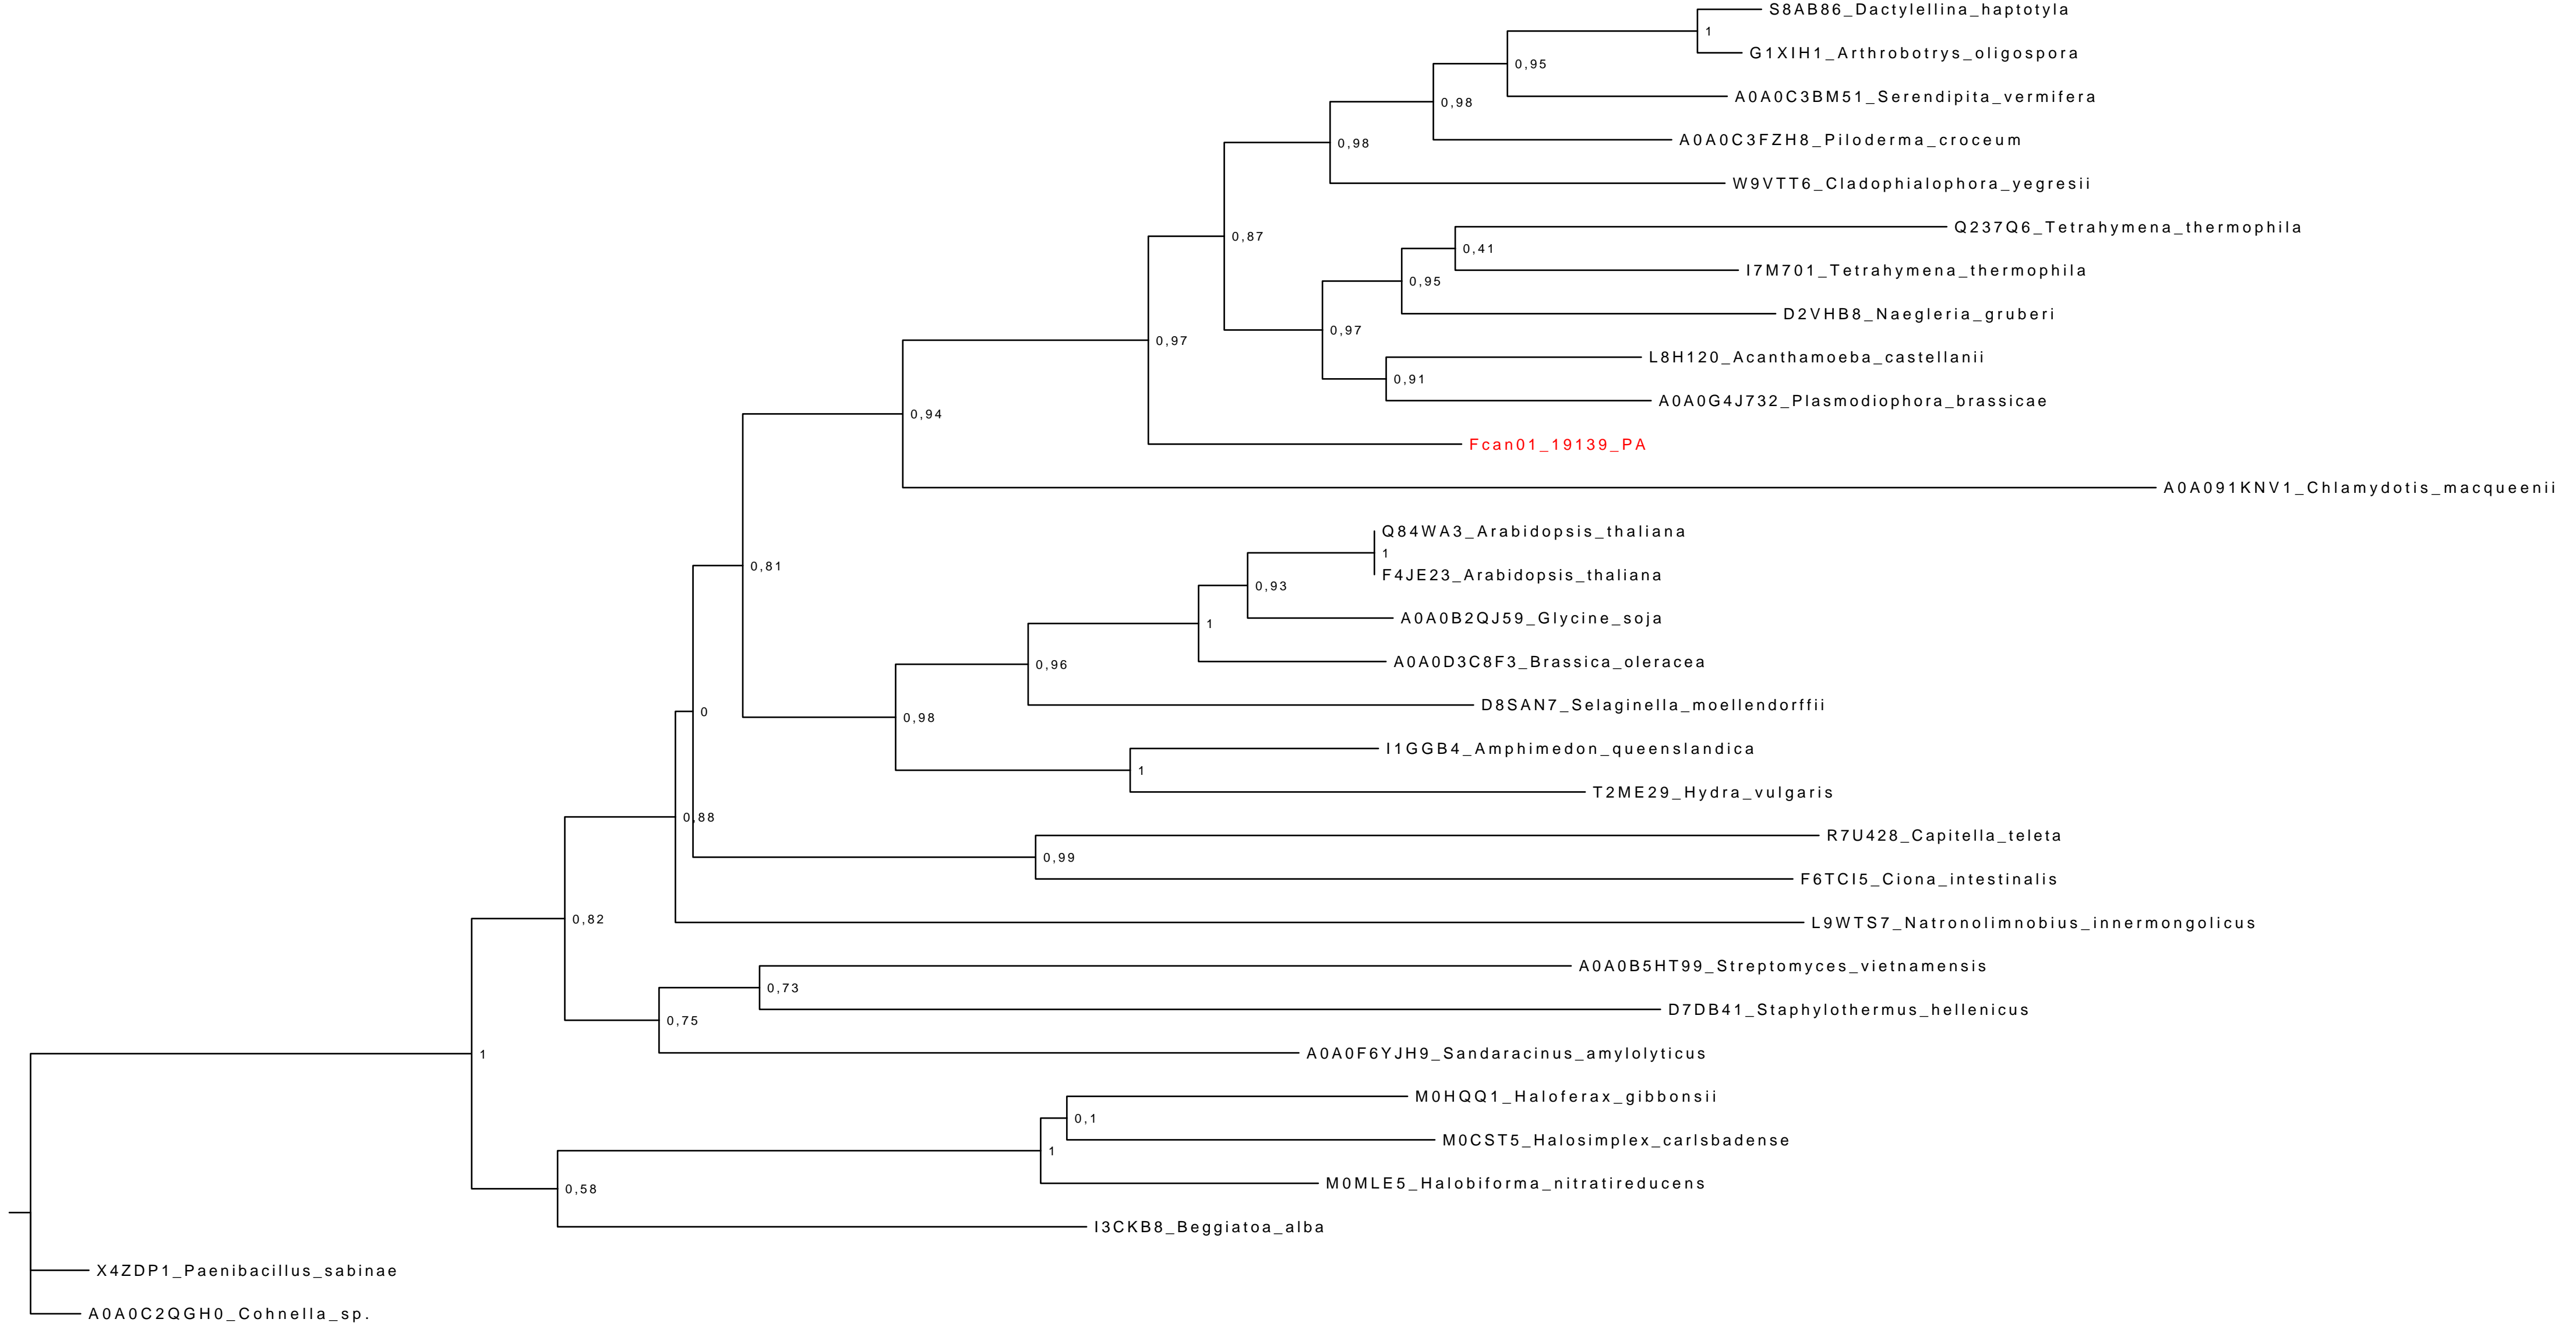 S8AB86_Dactylellina_haptotyla
1
G1XIH1_Arthrobotrys_oligospora
0,95
A0A0C3BM51_Serendipita_vermifera
0,98
A0A0C3FZH8_Piloderma_croceum
0,98
W9VTT6_Cladophialophora_yegresii
Q237Q6_Tetrahymena_thermophila
0,87
0,41
I7M701_Tetrahymena_thermophila
0,95
D2VHB8_Naegleria_gruberi
0,97
0,97
L8H120_Acanthamoeba_castellanii
0,91
A0A0G4J732_Plasmodiophora_brassicae
0,94
Fcan01_19139_PA
A0A091KNV1_Chlamydotis_macqueenii
Q84WA3_Arabidopsis_thaliana
1
0,81
F4JE23_Arabidopsis_thaliana
0,93
A0A0B2QJ59_Glycine_soja
1
A0A0D3C8F3_Brassica_oleracea
0,96
D8SAN7_Selaginella_moellendorffii
0
0,98
I1GGB4_Amphimedon_queenslandica
1
T2ME29_Hydra_vulgaris
0,88
R7U428_Capitella_teleta
0,99
F6TCI5_Ciona_intestinalis
0,82
L9WTS7_Natronolimnobius_innermongolicus
A0A0B5HT99_Streptomyces_vietnamensis
0,73
D7DB41_Staphylothermus_hellenicus
0,75
A0A0F6YJH9_Sandaracinus_amylolyticus
1
M0HQQ1_Haloferax_gibbonsii
0,1
M0CST5_Halosimplex_carlsbadense
1
M0MLE5_Halobiforma_nitratireducens
0,58
I3CKB8_Beggiatoa_alba
X4ZDP1_Paenibacillus_sabinae
A0A0C2QGH0_Cohnella_sp.